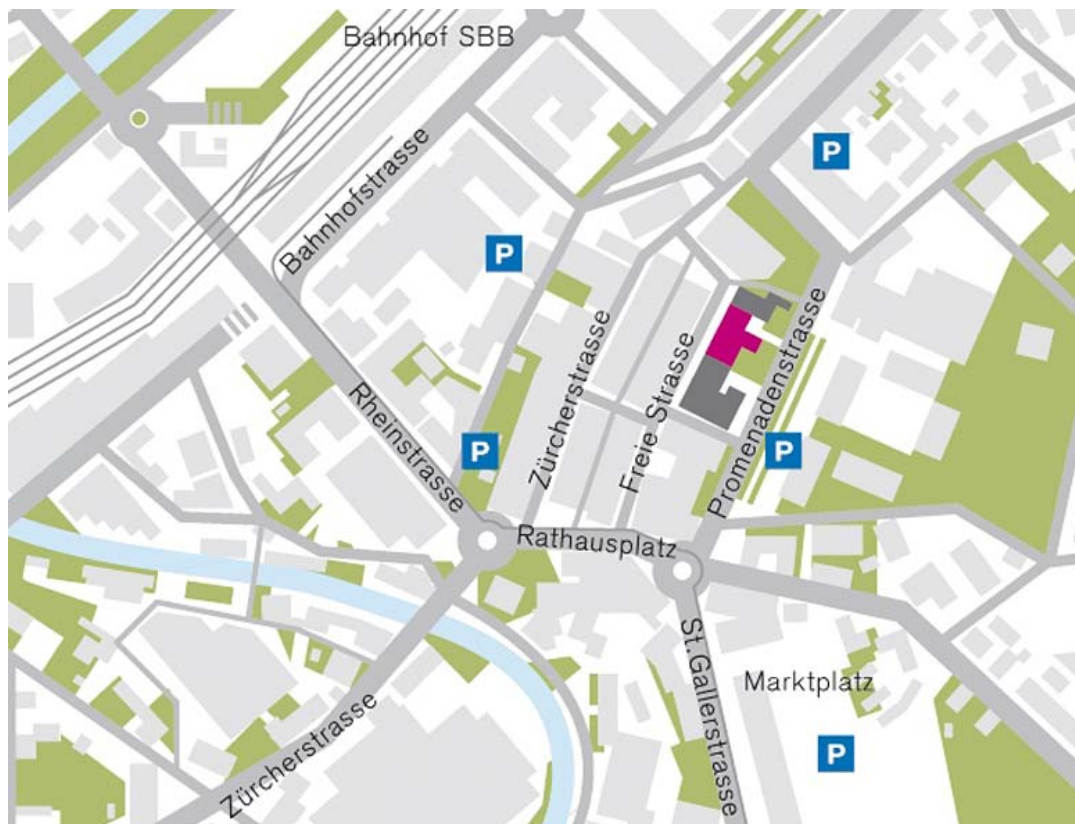 Bahnhof SBB
P
Bahnhofstrasse
P
Zürcherstrasse
Freie Strasse
Promenadenstrasse
Rheinstrasse
P
P
Rathausplatz
St.Gallerstrasse
Marktplatz
Zürcherstrasse
P